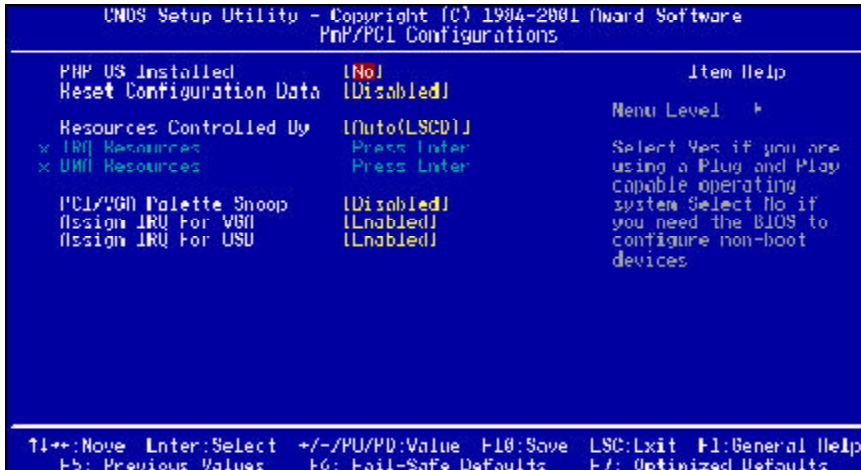 CMOS Setup Utility - Copyright (C) 1984-2001 Award Software
PnP/PCI Configurations
PNP OS Installed [No]
Reset Configuration Data [Disabled]
Resources Controlled By [Auto(ESCD)]
x IRQ Resources Press Enter
x DMA Resources Press Enter
PCI/VGA Palette Snoop [Disabled]
Assign IRQ For VGA [Enabled]
Assign IRQ For USB [Enabled]
Item Help
Menu Level ▸
Select Yes if you are
using a Plug and Play
capable operating
system Select No if
you need the BIOS to
configure non-boot
devices
↑↓→←:Move Enter:Select +/-/PU/PD:Value F10:Save ESC:Exit F1:General Help
F5: Previous Values F6: Fail-Safe Defaults F7: Optimized Defaults